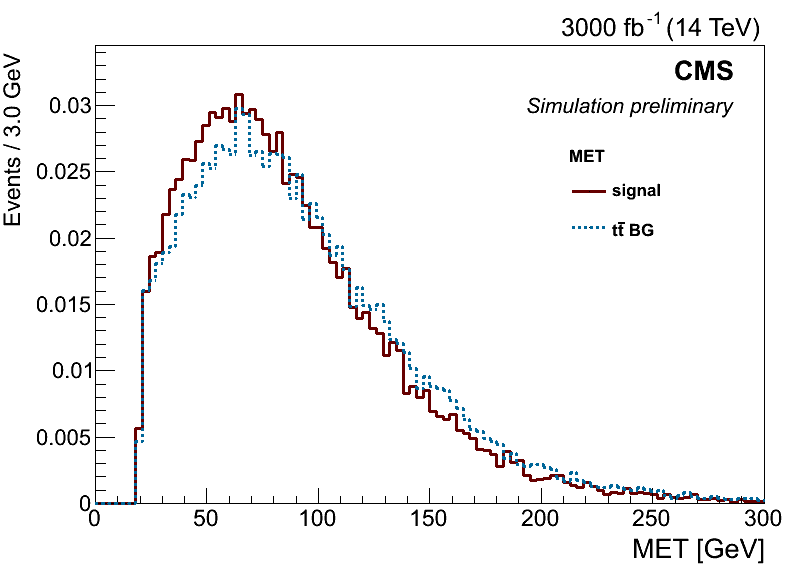 3000 fb-1 (14 TeV)
CMS
Simulation preliminary
MET
signal
tt̄ BG
Events / 3.0 GeV
0.03
0.025
0.02
0.015
0.01
0.005
0
0 50 100 150 200 250 300
MET [GeV]